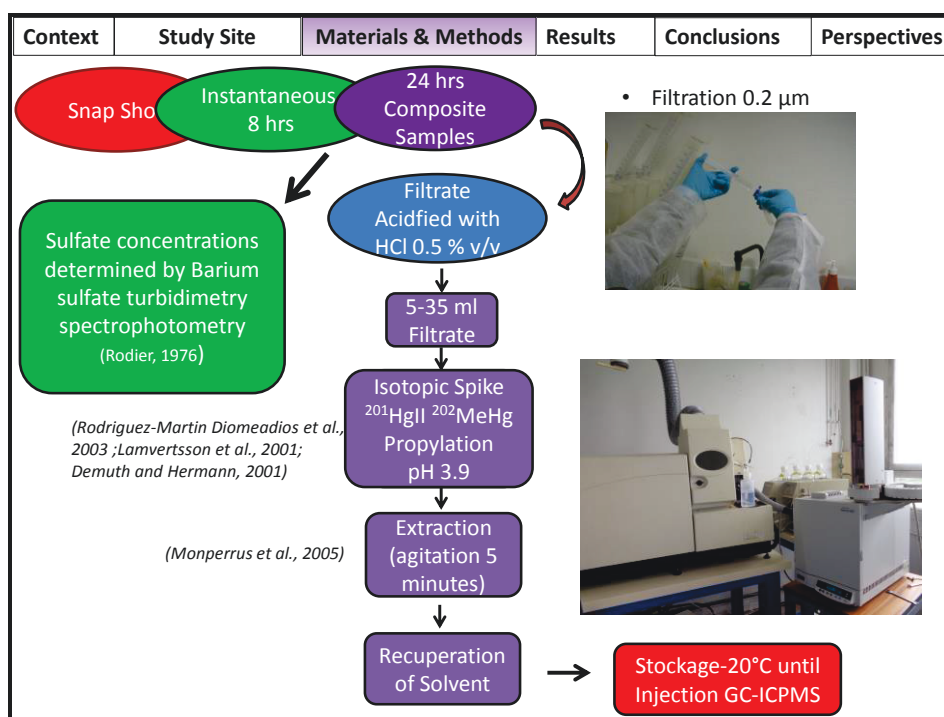 Context
Study Site
Materials & Methods
Results
Conclusions
Perspectives
Snap Sho
Instantaneous
8 hrs
24 hrs
Composite
Samples
• Filtration 0.2 µm
Filtrate
Acidfied with
HCl 0.5 % v/v
Sulfate concentrations
determined by Barium
sulfate turbidimetry
spectrophotometry
(Rodier, 1976)
5-35 ml
Filtrate
Isotopic Spike
²⁰¹HgII ²⁰²MeHg
Propylation
pH 3.9
(Rodriguez-Martin Diomeadios et al.,
2003 ;Lamvertsson et al., 2001;
Demuth and Hermann, 2001)
Extraction
(agitation 5
minutes)
(Monperrus et al., 2005)
Recuperation
of Solvent
Stockage-20°C until
Injection GC-ICPMS